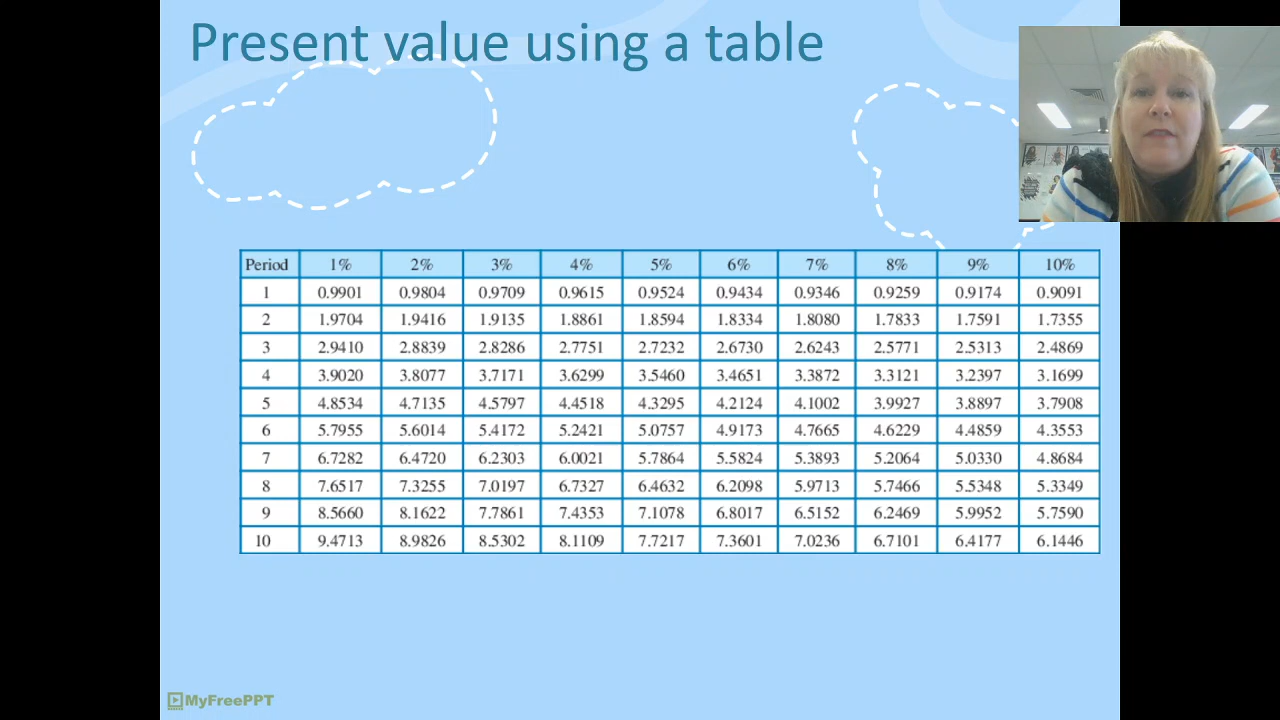 Present value using a table
Period 1% 2% 3% 4% 5% 6% 7% 8% 9% 10%
1 0.9901 0.9804 0.9709 0.9615 0.9524 0.9434 0.9346 0.9259 0.9174 0.9091
2 1.9704 1.9416 1.9135 1.8861 1.8594 1.8334 1.8080 1.7833 1.7591 1.7355
3 2.9410 2.8839 2.8286 2.7751 2.7232 2.6730 2.6243 2.5771 2.5313 2.4869
4 3.9020 3.8077 3.7171 3.6299 3.5460 3.4651 3.3872 3.3121 3.2397 3.1699
5 4.8534 4.7135 4.5797 4.4518 4.3295 4.2124 4.1002 3.9927 3.8897 3.7908
6 5.7955 5.6014 5.4172 5.2421 5.0757 4.9173 4.7665 4.6229 4.4859 4.3553
7 6.7282 6.4720 6.2303 6.0021 5.7864 5.5824 5.3893 5.2064 5.0330 4.8684
8 7.6517 7.3255 7.0197 6.7327 6.4632 6.2098 5.9713 5.7466 5.5348 5.3349
9 8.5660 8.1622 7.7861 7.4353 7.1078 6.8017 6.5152 6.2469 5.9952 5.7590
10 9.4713 8.9826 8.5302 8.1109 7.7217 7.3601 7.0236 6.7101 6.4177 6.1446
MyFreePPT